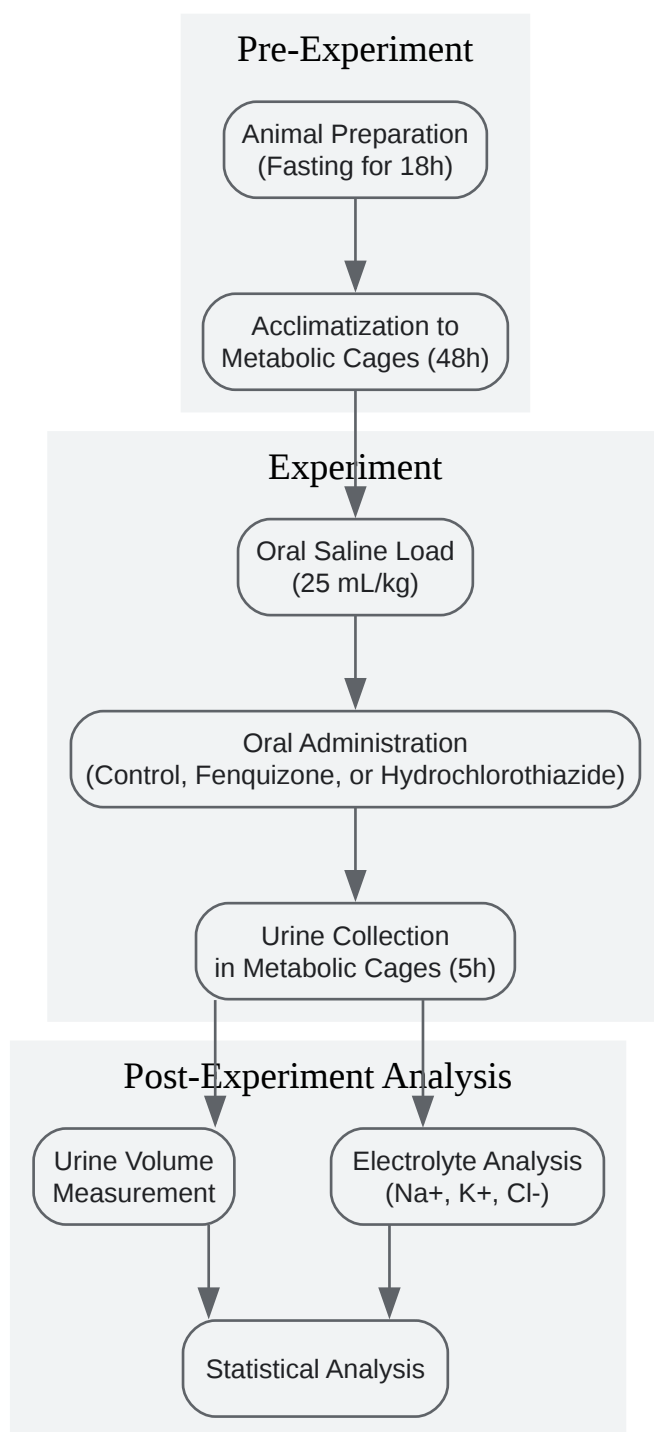 Pre-Experiment
Animal Preparation
(Fasting for 18h)
Acclimatization to
Metabolic Cages (48h)
Experiment
Oral Saline Load
(25 mL/kg)
Oral Administration
(Control, Fenquizone, or Hydrochlorothiazide)
Urine Collection
in Metabolic Cages (5h)
Post-Experiment Analysis
Urine Volume
Measurement
Electrolyte Analysis
(Na+, K+, Cl-)
Statistical Analysis